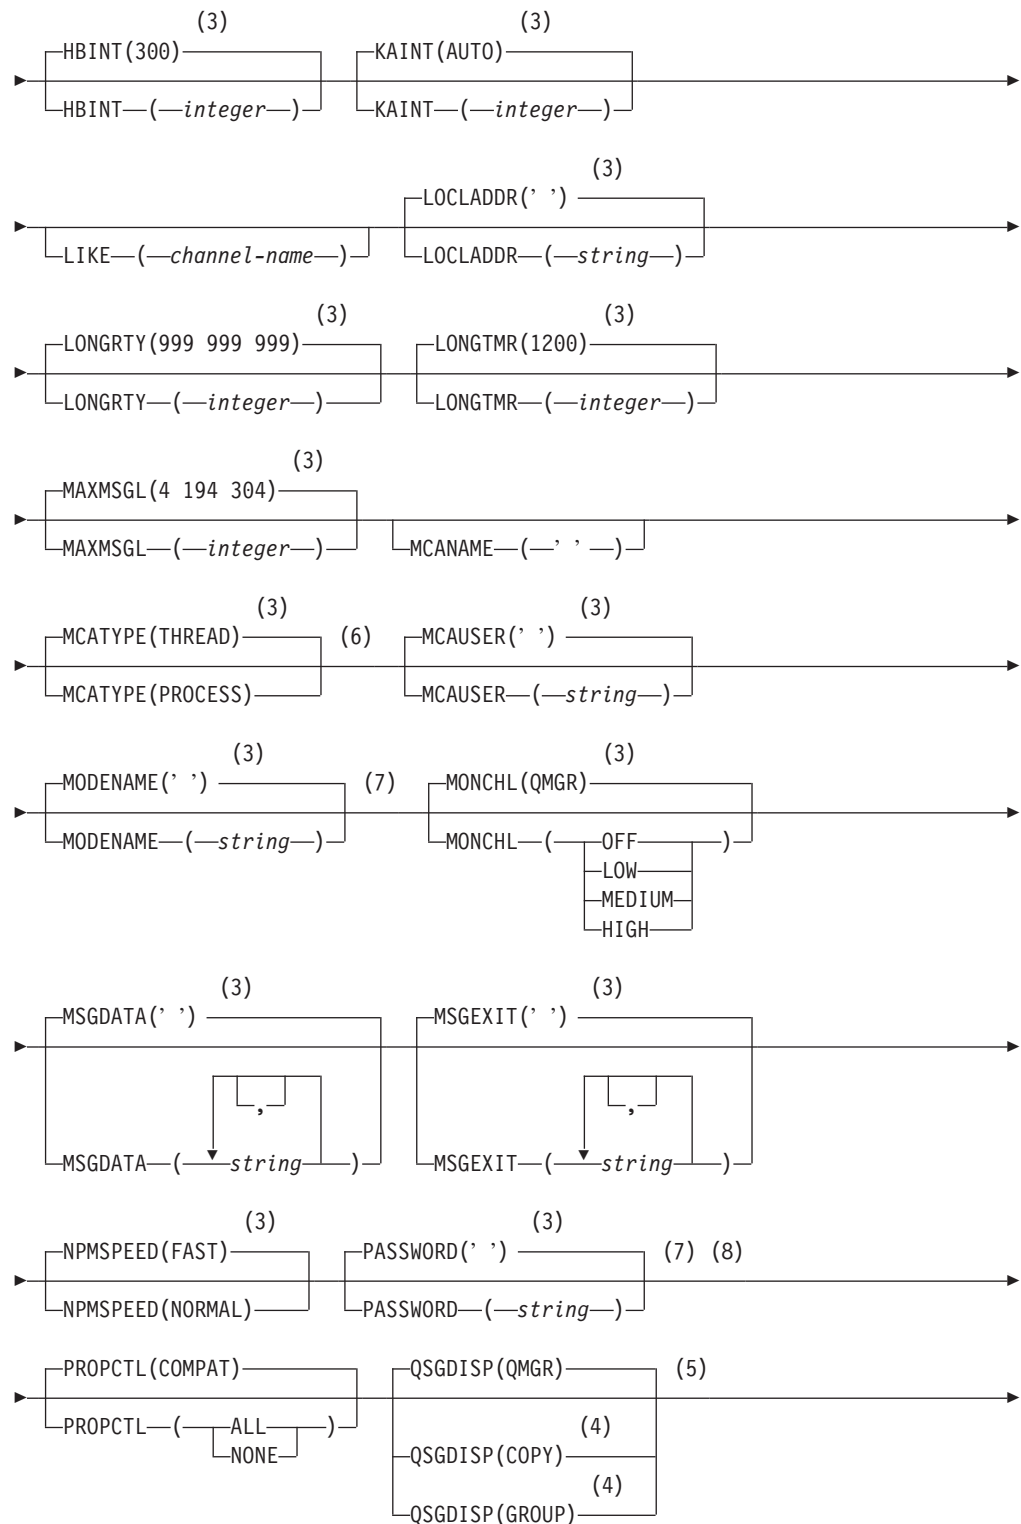 (3) (3)
HBINT(300) KAINT(AUTO)
HBINT ( integer ) KAINT ( integer )
(3)
LOCLADDR(’ ’)
LIKE ( channel-name ) LOCLADDR ( string )
(3) (3)
LONGRTY(999 999 999) LONGTMR(1200)
LONGRTY ( integer ) LONGTMR ( integer )
(3)
MAXMSGL(4 194 304)
MAXMSGL ( integer ) MCANAME ( ’ ’ )
(3) (3)
MCATYPE(THREAD) (6) MCAUSER(’ ’)
MCATYPE(PROCESS) MCAUSER ( string )
(3) (3)
MODENAME(’ ’) (7) MONCHL(QMGR)
MODENAME ( string ) MONCHL ( OFF )
LOW
MEDIUM
HIGH
(3) (3)
MSGDATA(’ ’) MSGEXIT(’ ’)
, ,
MSGDATA ( string ) MSGEXIT ( string )
(3) (3)
NPMSPEED(FAST) PASSWORD(’ ’) (7) (8)
NPMSPEED(NORMAL) PASSWORD ( string )
PROPCTL(COMPAT) QSGDISP(QMGR) (5)
PROPCTL ( ALL ) (4)
NONE QSGDISP(COPY)
(4)
QSGDISP(GROUP)